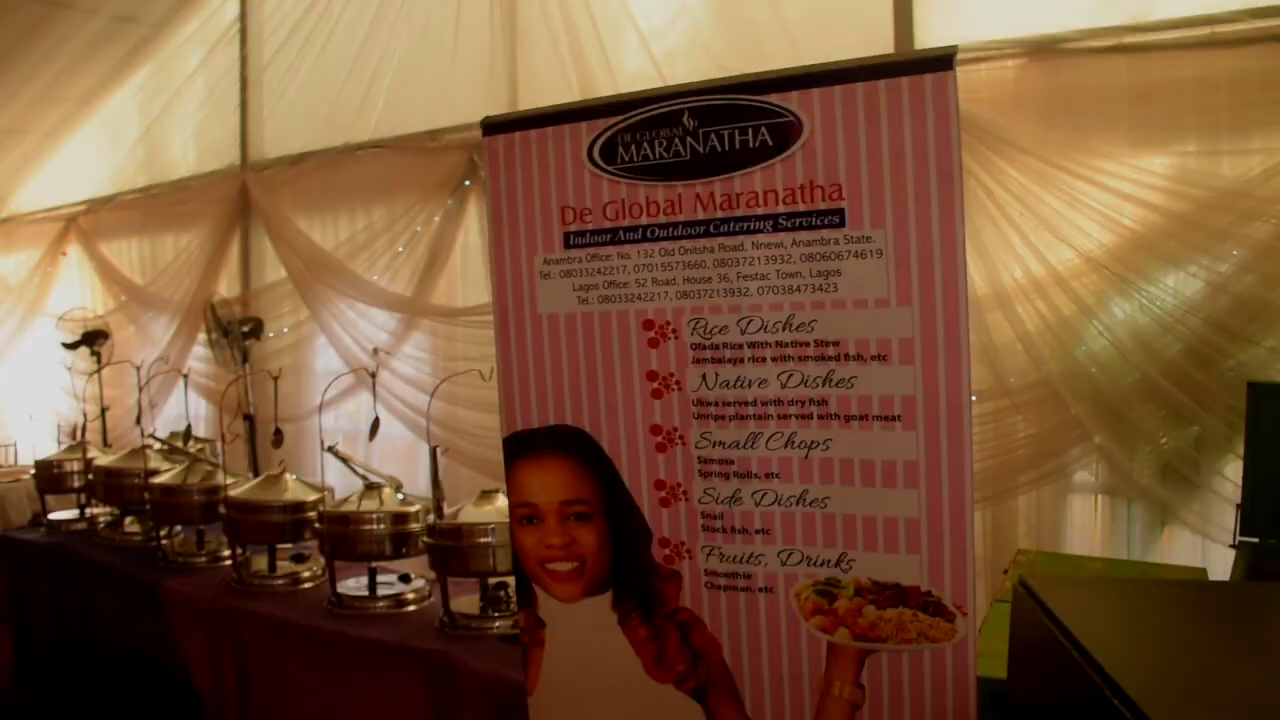 DE GLOBAL
MARANATHA
De Global Maranatha
Indoor And Outdoor Catering Services
Anambra Office: No. 132 Old Onitsha Road, Nnewi, Anambra State.
Tel.: 08033242217, 07015573660, 08037213932, 08060674619
Lagos Office: 52 Road, House 36, Festac Town, Lagos
Tel.: 08033242217, 08037213932, 07038473423
Rice Dishes
Ofada Rice With Native Stew
Jambalaya rice with smoked fish, etc
Native Dishes
Ukwa served with dry fish
Unripe plantain served with goat meat
Small Chops
Samosa
Spring Rolls, etc
Side Dishes
Snail
Stock fish, etc
Fruits, Drinks
Smoothie
Chapman, etc